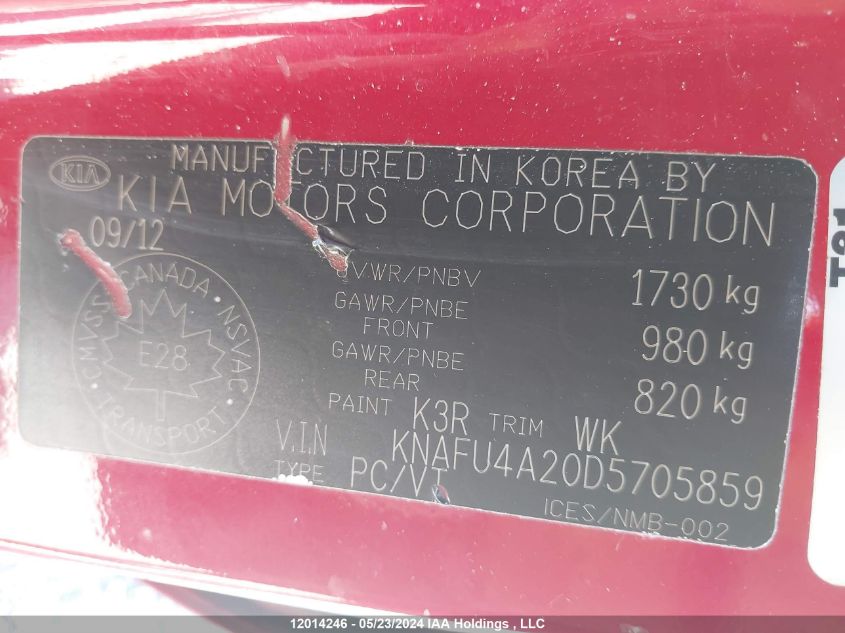 MANUFACTURED IN KOREA BY
KIA
KIA MOTORS CORPORATION
09/12
GVWR/PNBV 1730 kg
GAWR/PNBE FRONT 980 kg
GAWR/PNBE REAR 820 kg
PAINT K3R TRIM WK
V.I.N KNAFU4A20D5705859
TYPE PC/VT
ICES/NMB-002
CMVSS CANADA NSVAC
E28
TRANSPORT
12014246 - 05/23/2024 IAA Holdings , LLC